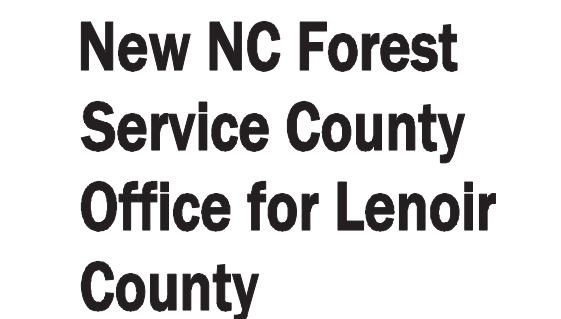 New NC Forest
Service County
Office for Lenoir
County